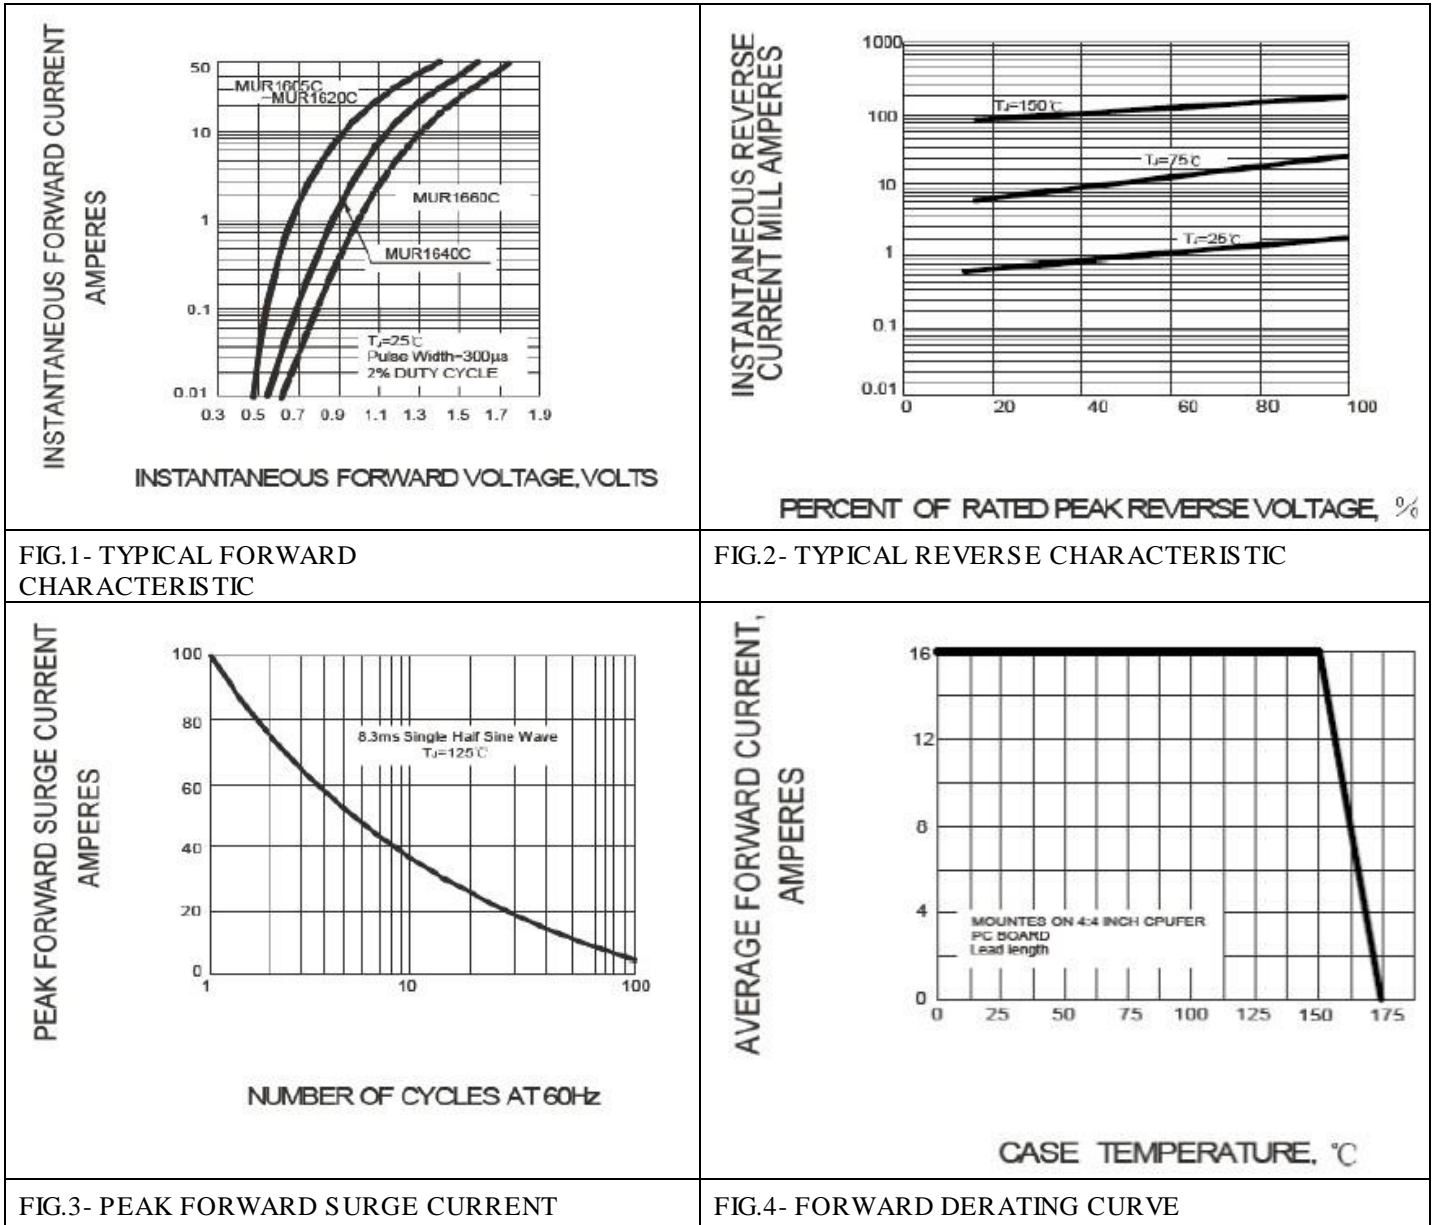 INSTANTANEOUS FORWARD CURRENT
AMPERES
50
10
1
0.1
0.01
MUR1605C
-MUR1620C
MUR1660C
MUR1640C
TJ=25℃
Pulse Width=300μs
2% DUTY CYCLE
0.3 0.5 0.7 0.9 1.1 1.3 1.5 1.7 1.9
INSTANTANEOUS FORWARD VOLTAGE, VOLTS
FIG.1- TYPICAL FORWARD
CHARACTERISTIC
INSTANTANEOUS REVERSE
CURRENT MILL AMPERES
1000
100
10
1
0.1
0.01
TJ=150℃
TJ=75℃
TJ=25℃
0 20 40 60 80 100
PERCENT OF RATED PEAK REVERSE VOLTAGE, %
FIG.2- TYPICAL REVERSE CHARACTERISTIC
PEAK FORWARD SURGE CURRENT
AMPERES
100
80
60
40
20
0
8.3ms Single Half Sine Wave
TJ=125℃
1 10 100
NUMBER OF CYCLES AT 60Hz
FIG.3- PEAK FORWARD SURGE CURRENT
AVERAGE FORWARD CURRENT,
AMPERES
16
12
8
4
0
MOUNTES ON 4:4 INCH CPUFER
PC BOARD
Lead length
0 25 50 75 100 125 150 175
CASE TEMPERATURE, ℃
FIG.4- FORWARD DERATING CURVE